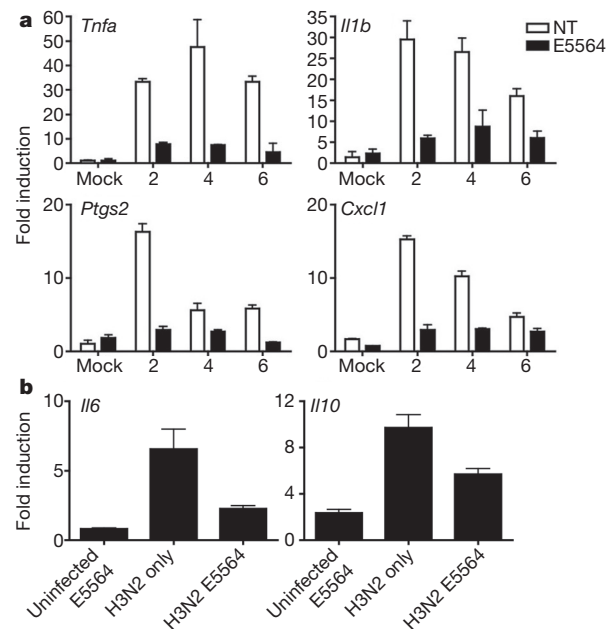 a
Tnfa
Il1b
NT
E5564
60
50
40
30
20
10
0
Mock 2 4 6
35
30
25
20
15
10
5
0
Mock 2 4 6
Fold induction
Ptgs2
Cxcl1
20
10
0
Mock 2 4 6
20
10
0
Mock 2 4 6
b
Il6
Il10
Fold induction
10
5
0
Uninfected
E5564
H3N2 only
H3N2 E5564
12
8
4
0
Uninfected
E5564
H3N2 only
H3N2 E5564